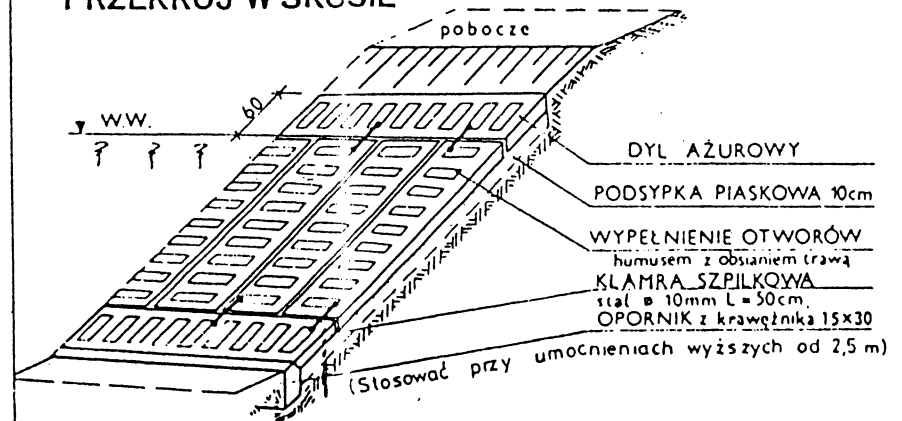 PRZEKRÓJ W SKOSIE
pobocze
60
W.W.
DYL AŻUROWY
PODSYPKA PIASKOWA 10cm
WYPEŁNIENIE OTWORÓW
humusem z obsianiem trawą
KLAMRA SZPILKOWA
stal ø 10mm L = 50cm
OPORNIK z krawężnika 15×30
(Stosować przy umocnieniach wyższych od 2,5 m)